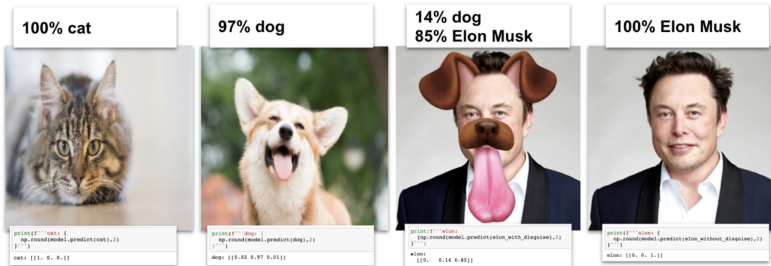 100% cat
97% dog
14% dog
85% Elon Musk
100% Elon Musk
print(f'''cat: {
np.round(model.predict(cat),2)
}''')
cat: [[1. 0. 0.]]
print(f'''dog: {
np.round(model.predict(dog),2)
}''')
dog: [[0.02 0.97 0.01]]
print(f'''elon:
{np.round(model.predict(elon_with_disguise),2)
}''')
elon:
[[0. 0.14 0.85]]
print(f'''elon: {
np.round(model.predict(elon_without_disguise),2)
}''')
elon: [[0. 0. 1.]]